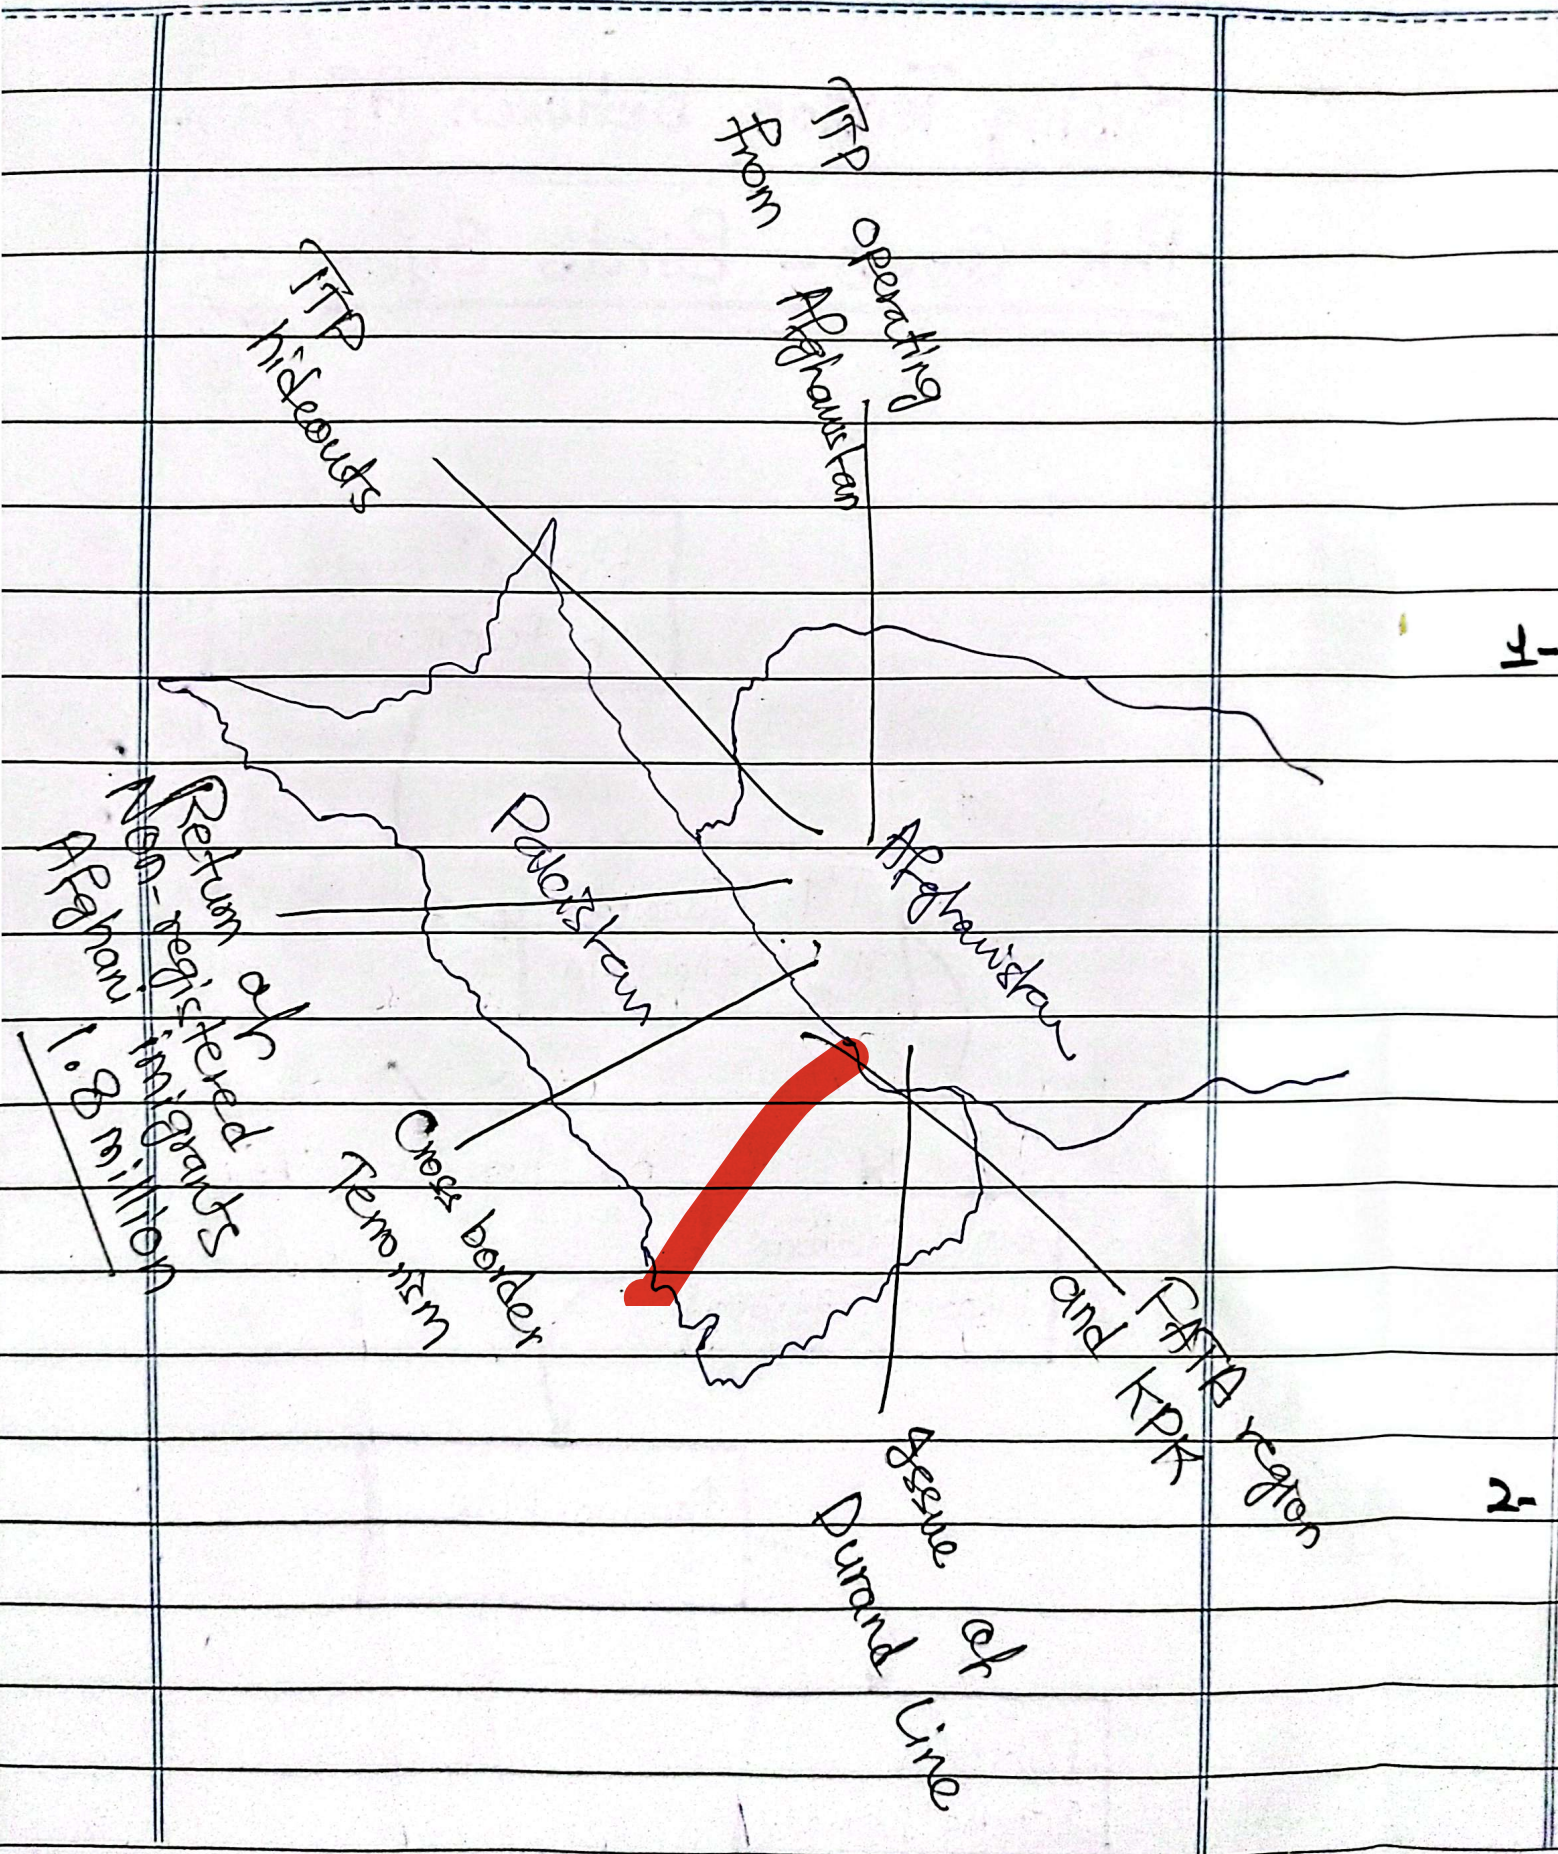 TTP operating
from Afghanistan
TTP
hideouts
Afghanistan
Pakistan
Return of
Non-registered
Afghan imigrants
1.8 million
Cross border
Terrorism
FATA region
and KPK
Issue of
Durand Line
1-
2-